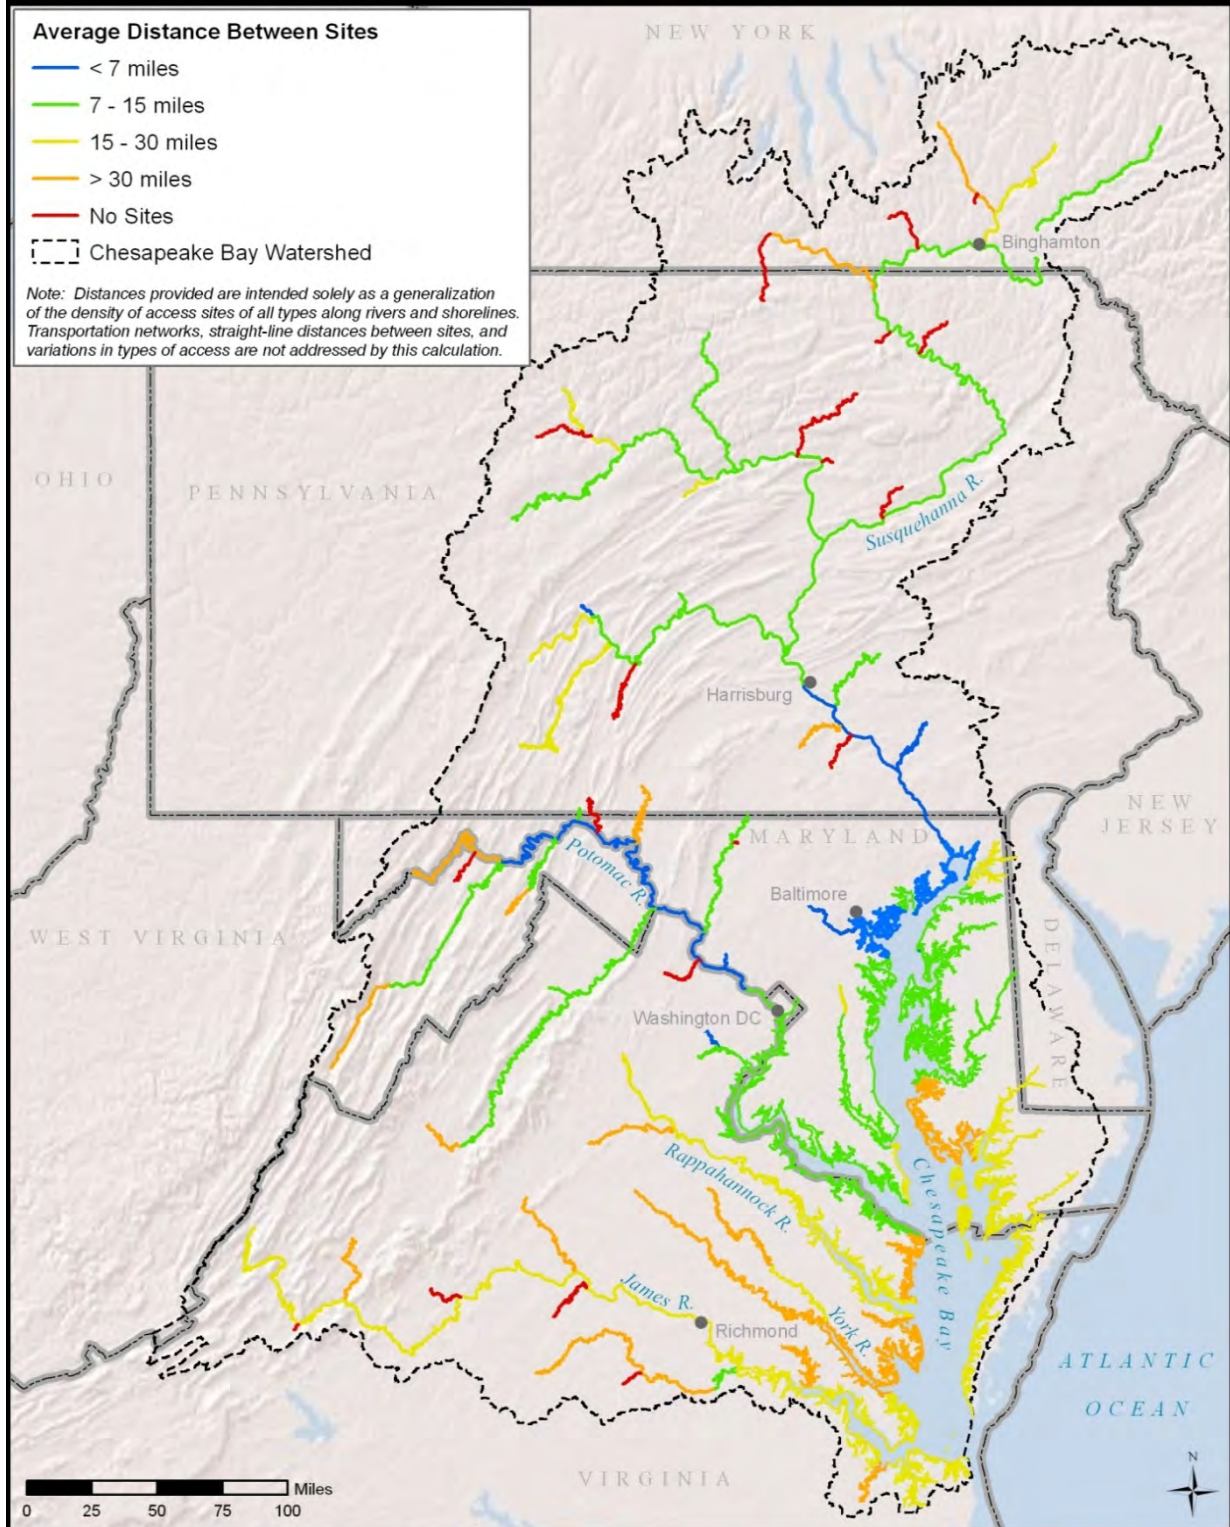 Average Distance Between Sites
< 7 miles
7 - 15 miles
15 - 30 miles
> 30 miles
No Sites
Chesapeake Bay Watershed
Note: Distances provided are intended solely as a generalization
of the density of access sites of all types along rivers and shorelines.
Transportation networks, straight-line distances between sites, and
variations in types of access are not addressed by this calculation.
NEW YORK
Binghamton
OHIO
PENNSYLVANIA
Susquehanna R.
Harrisburg
NEW
JERSEY
MARYLAND
Potomac R.
Baltimore
WEST VIRGINIA
DELAWARE
Washington DC
Rappahannock R.
Chesapeake Bay
James R.
York R.
Richmond
ATLANTIC
OCEAN
VIRGINIA
Miles
0 25 50 75 100
N